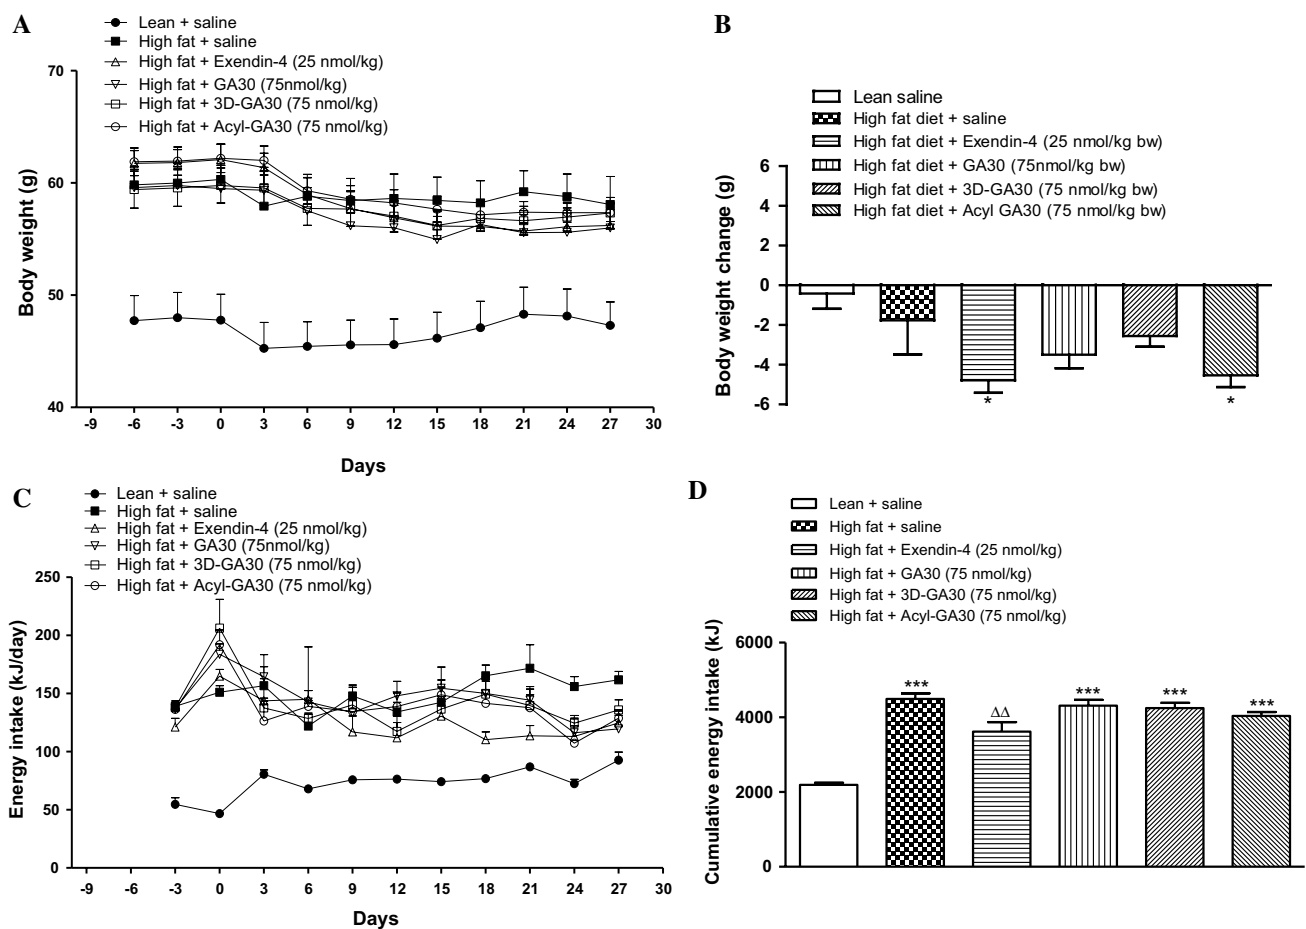 A
Lean + saline
High fat + saline
High fat + Exendin-4 (25 nmol/kg)
High fat + GA30 (75nmol/kg)
High fat + 3D-GA30 (75 nmol/kg)
High fat + Acyl-GA30 (75 nmol/kg)
Body weight (g)
70
60
50
40
-9 -6 -3 0 3 6 9 12 15 18 21 24 27 30
Days
B
Lean saline
High fat diet + saline
High fat diet + Exendin-4 (25 nmol/kg bw)
High fat diet + GA30 (75nmol/kg bw)
High fat diet + 3D-GA30 (75 nmol/kg bw)
High fat diet + Acyl GA30 (75 nmol/kg bw)
Body weight change (g)
6
4
2
0
-2
-4
-6
* *
C
Lean + saline
High fat + saline
High fat + Exendin-4 (25 nmol/kg)
High fat + GA30 (75nmol/kg)
High fat + 3D-GA30 (75 nmol/kg)
High fat + Acyl-GA30 (75 nmol/kg)
Energy intake (kJ/day)
250
200
150
100
50
0
-9 -6 -3 0 3 6 9 12 15 18 21 24 27 30
Days
D
Lean + saline
High fat + saline
High fat + Exendin-4 (25 nmol/kg)
High fat + GA30 (75 nmol/kg)
High fat + 3D-GA30 (75 nmol/kg)
High fat + Acyl-GA30 (75 nmol/kg)
Cumulative energy intake (kJ)
6000
4000
2000
0
*** ΔΔ *** *** ***